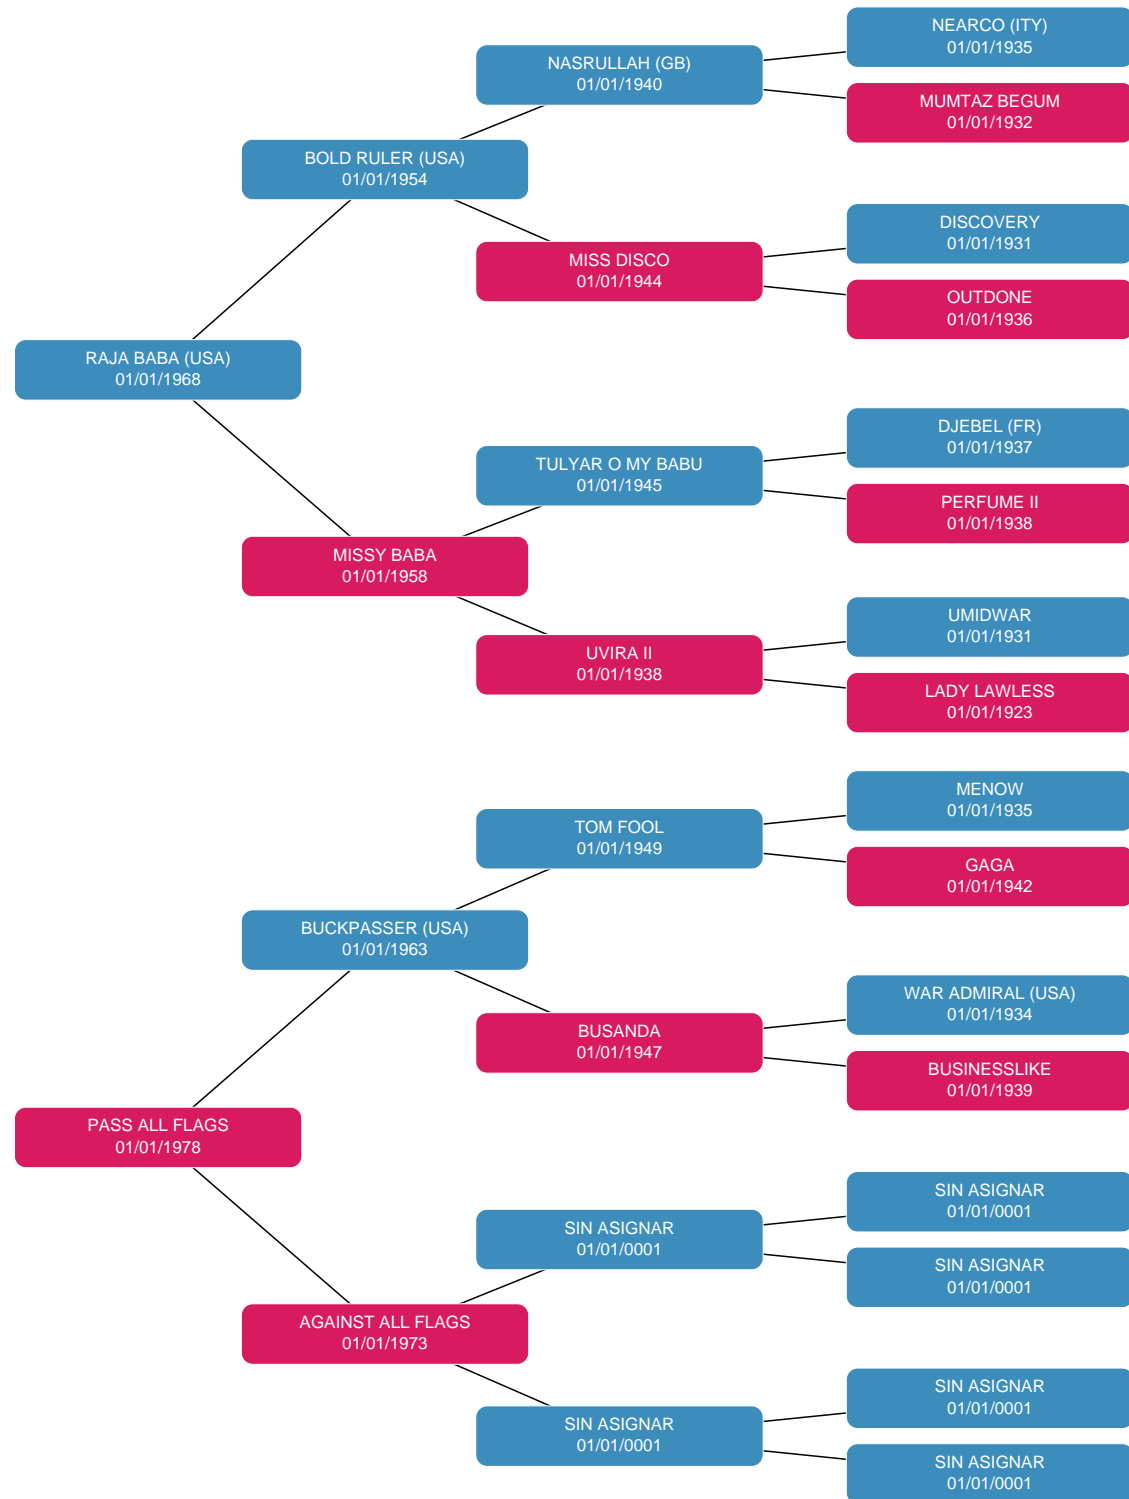 NEARCO (ITY)
01/01/1935
NASRULLAH (GB)
01/01/1940
MUMTAZ BEGUM
01/01/1932
BOLD RULER (USA)
01/01/1954
DISCOVERY
01/01/1931
MISS DISCO
01/01/1944
OUTDONE
01/01/1936
RAJA BABA (USA)
01/01/1968
DJEBEL (FR)
01/01/1937
TULYAR O MY BABU
01/01/1945
PERFUME II
01/01/1938
MISSY BABA
01/01/1958
UMIDWAR
01/01/1931
UVIRA II
01/01/1938
LADY LAWLESS
01/01/1923
MENOW
01/01/1935
TOM FOOL
01/01/1949
GAGA
01/01/1942
BUCKPASSER (USA)
01/01/1963
WAR ADMIRAL (USA)
01/01/1934
BUSANDA
01/01/1947
BUSINESSLIKE
01/01/1939
PASS ALL FLAGS
01/01/1978
SIN ASIGNAR
01/01/0001
SIN ASIGNAR
01/01/0001
SIN ASIGNAR
01/01/0001
AGAINST ALL FLAGS
01/01/1973
SIN ASIGNAR
01/01/0001
SIN ASIGNAR
01/01/0001
SIN ASIGNAR
01/01/0001